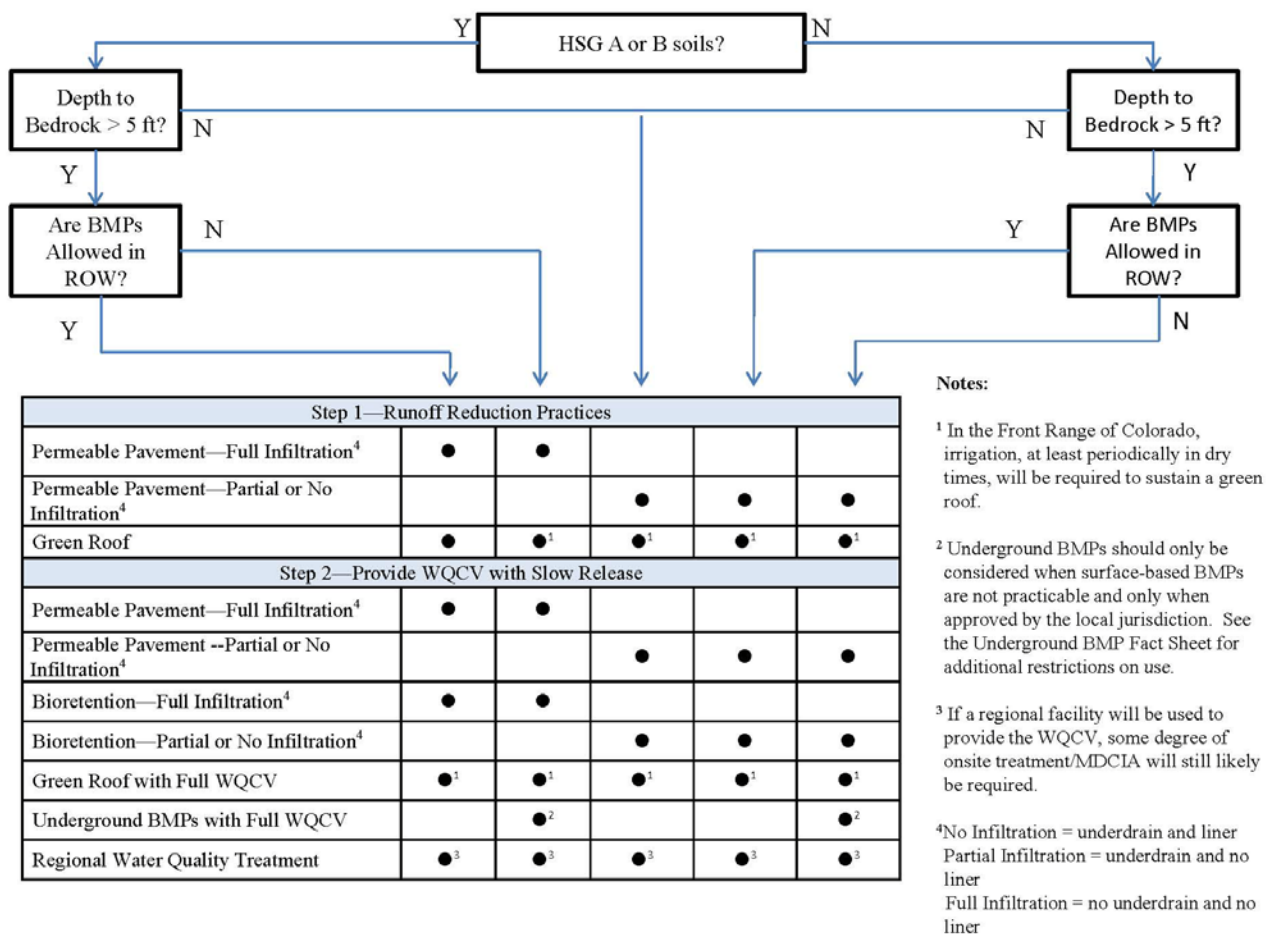 Y
HSG A or B soils?
N
Depth to
Bedrock > 5 ft?
N
Y
Depth to
Bedrock > 5 ft?
N
Y
Are BMPs
Allowed in
ROW?
N
Y
Are BMPs
Allowed in
ROW?
Y
N
Step 1—Runoff Reduction Practices
Permeable Pavement—Full Infiltration⁴ ● ●
Permeable Pavement—Partial or No
Infiltration⁴ ● ● ●
Green Roof ● ●¹ ●¹ ●¹ ●¹
Step 2—Provide WQCV with Slow Release
Permeable Pavement—Full Infiltration⁴ ● ●
Permeable Pavement --Partial or No
Infiltration⁴ ● ● ●
Bioretention—Full Infiltration⁴ ● ●
Bioretention—Partial or No Infiltration⁴ ● ● ●
Green Roof with Full WQCV ●¹ ●¹ ●¹ ●¹ ●¹
Underground BMPs with Full WQCV ●² ●²
Regional Water Quality Treatment ●³ ●³ ●³ ●³ ●³
Notes:
¹ In the Front Range of Colorado,
irrigation, at least periodically in dry
times, will be required to sustain a green
roof.
² Underground BMPs should only be
considered when surface-based BMPs
are not practicable and only when
approved by the local jurisdiction. See
the Underground BMP Fact Sheet for
additional restrictions on use.
³ If a regional facility will be used to
provide the WQCV, some degree of
onsite treatment/MDCIA will still likely
be required.
⁴No Infiltration = underdrain and liner
Partial Infiltration = underdrain and no
liner
Full Infiltration = no underdrain and no
liner